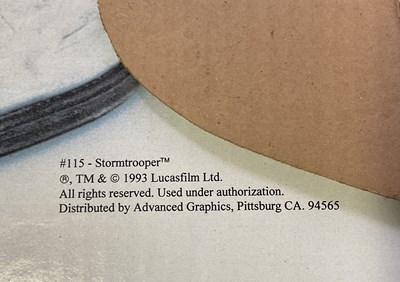 #115 - Stormtrooper™
®, TM & © 1993 Lucasfilm Ltd.
All rights reserved. Used under authorization.
Distributed by Advanced Graphics, Pittsburg CA. 94565